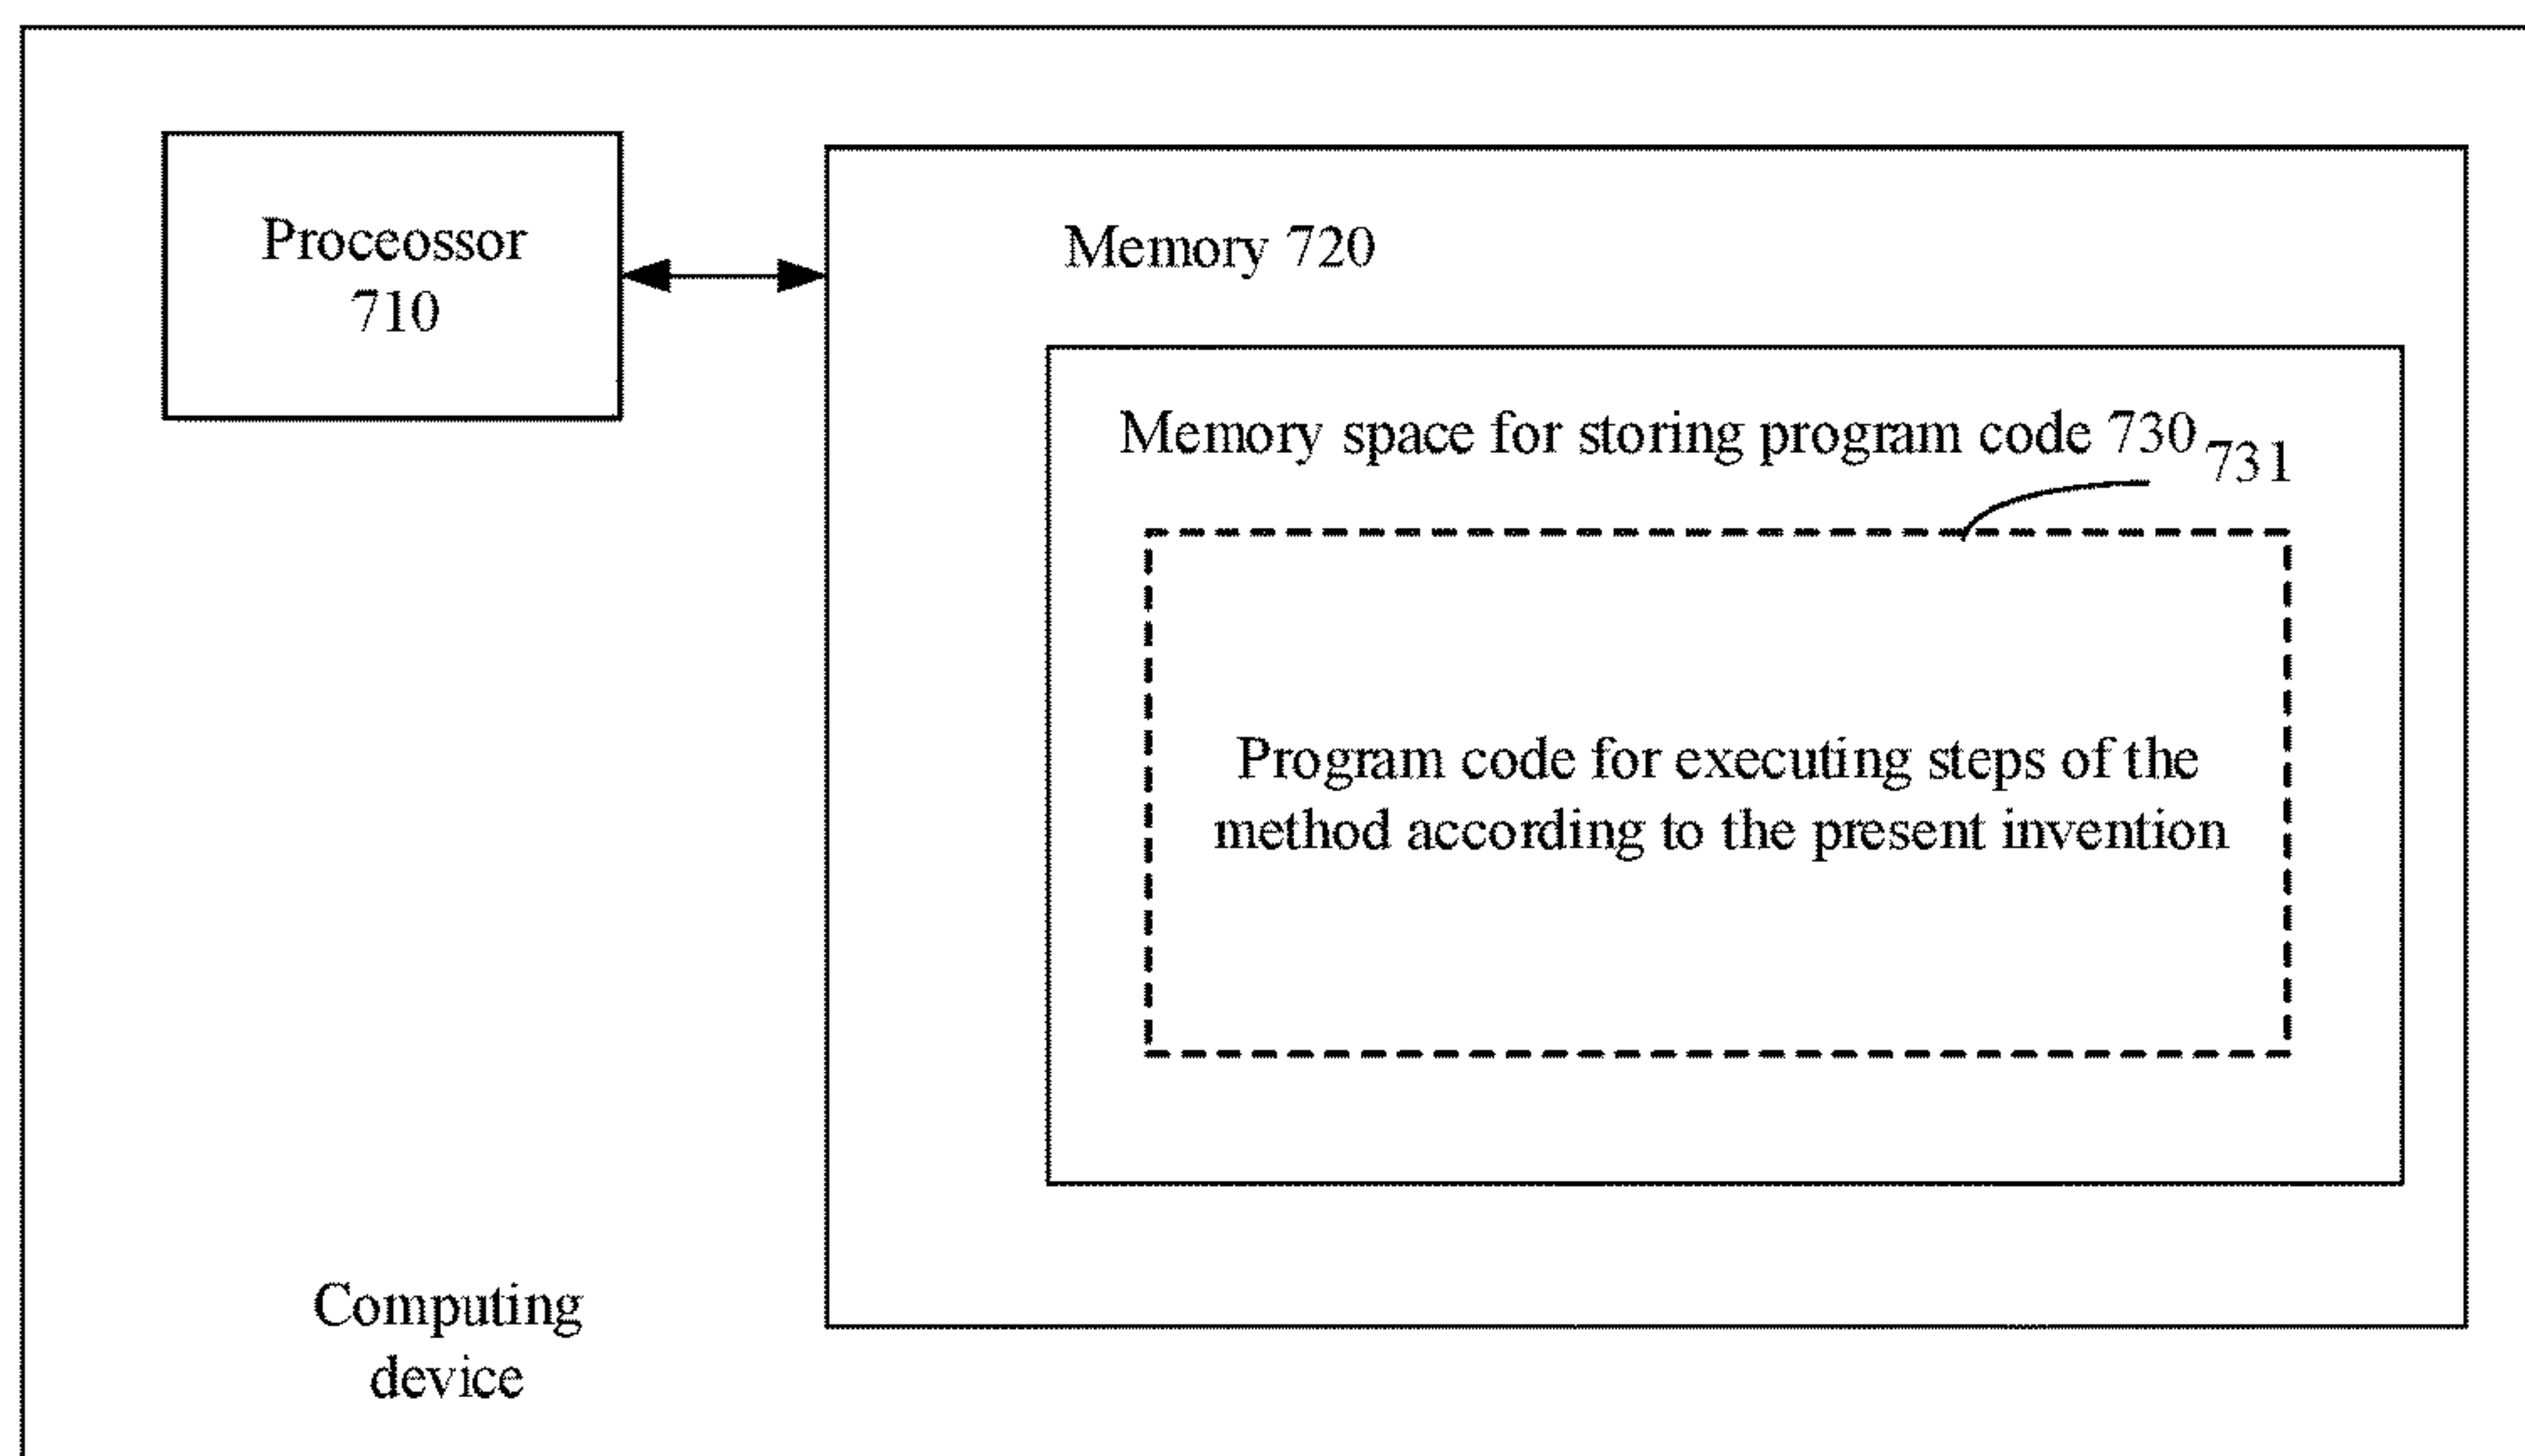 Proceossor
710
Memory 720
Memory space for storing program code 730
731
Program code for executing steps of the
method according to the present invention
Computing
device